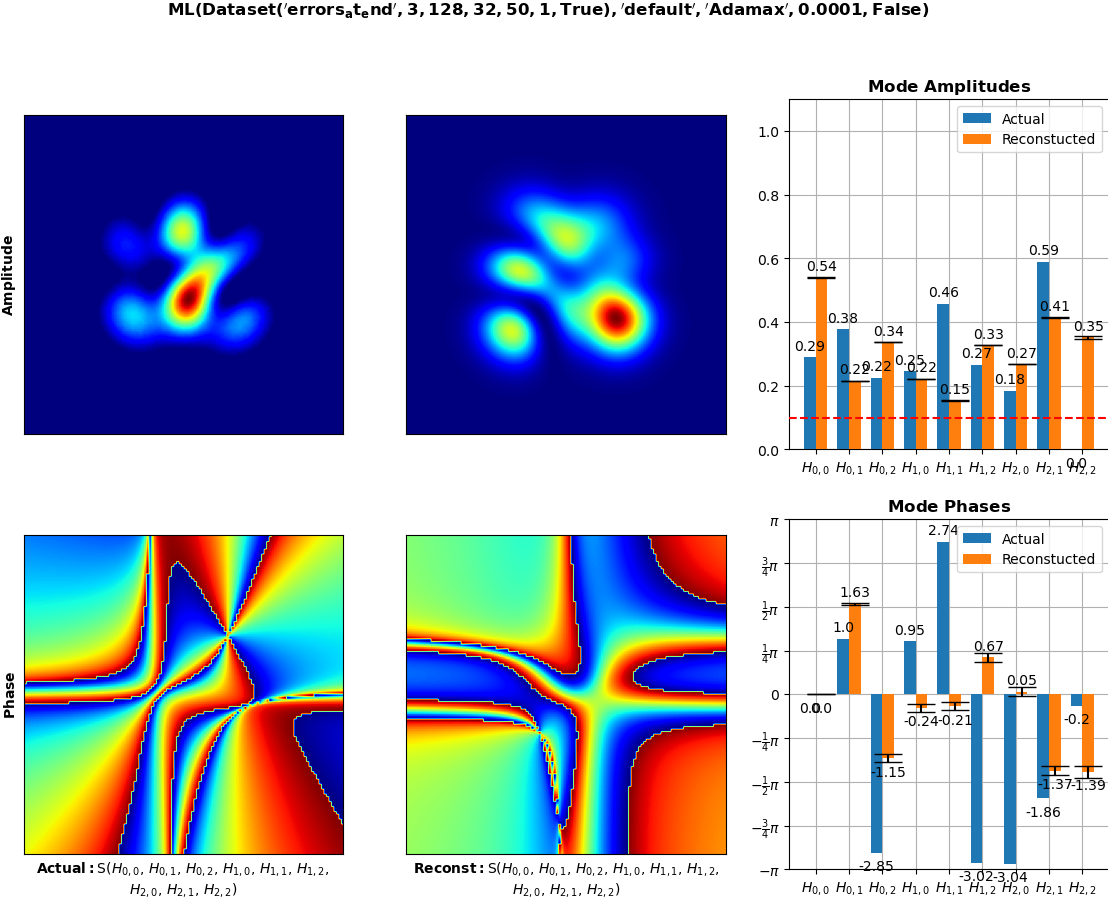 ML(Dataset('errors_at_end', 3, 128, 32, 50, 1, True), 'default', 'Adamax', 0.0001, False)
Amplitude
Mode Amplitudes
Actual
Reconstucted
1.0
0.8
0.6
0.4
0.2
0.0
0.29
0.54
0.38
0.22
0.22
0.34
0.25
0.22
0.46
0.15
0.27
0.33
0.18
0.27
0.59
0.41
0.0
0.35
H0,0 H0,1 H0,2 H1,0 H1,1 H1,2 H2,0 H2,1 H2,2
Phase
Actual: S(H0,0, H0,1, H0,2, H1,0, H1,1, H1,2,
H2,0, H2,1, H2,2)
Reconst: S(H0,0, H0,1, H0,2, H1,0, H1,1, H1,2,
H2,0, H2,1, H2,2)
Mode Phases
Actual
Reconstucted
π
3/4π
1/2π
1/4π
0
−1/4π
−1/2π
−3/4π
−π
0.0
0.0
1.0
1.63
-2.85
-1.15
0.95
-0.24
2.74
-0.21
-3.02
0.67
-3.04
0.05
-1.86
-1.37
-0.2
-1.39
H0,0 H0,1 H0,2 H1,0 H1,1 H1,2 H2,0 H2,1 H2,2